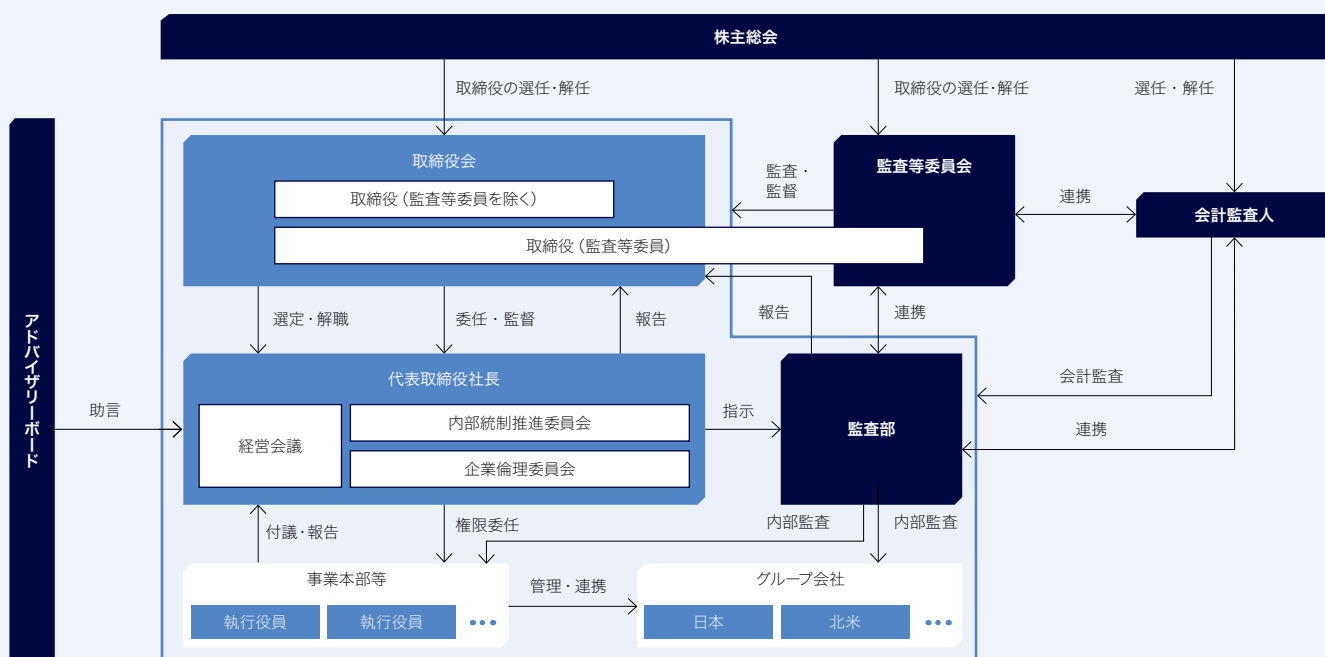 株主総会
取締役の選任・解任
取締役の選任・解任
選任・解任
アドバイザリーボード
取締役会
取締役（監査等委員を除く）
取締役（監査等委員）
監査・
監督
監査等委員会
連携
会計監査人
選定・解職
委任・監督
報告
報告
連携
代表取締役社長
経営会議
内部統制推進委員会
企業倫理委員会
助言
指示
監査部
会計監査
連携
付議・報告
権限委任
内部監査
内部監査
事業本部等
執行役員
執行役員
•••
管理・連携
グループ会社
日本
北米
•••